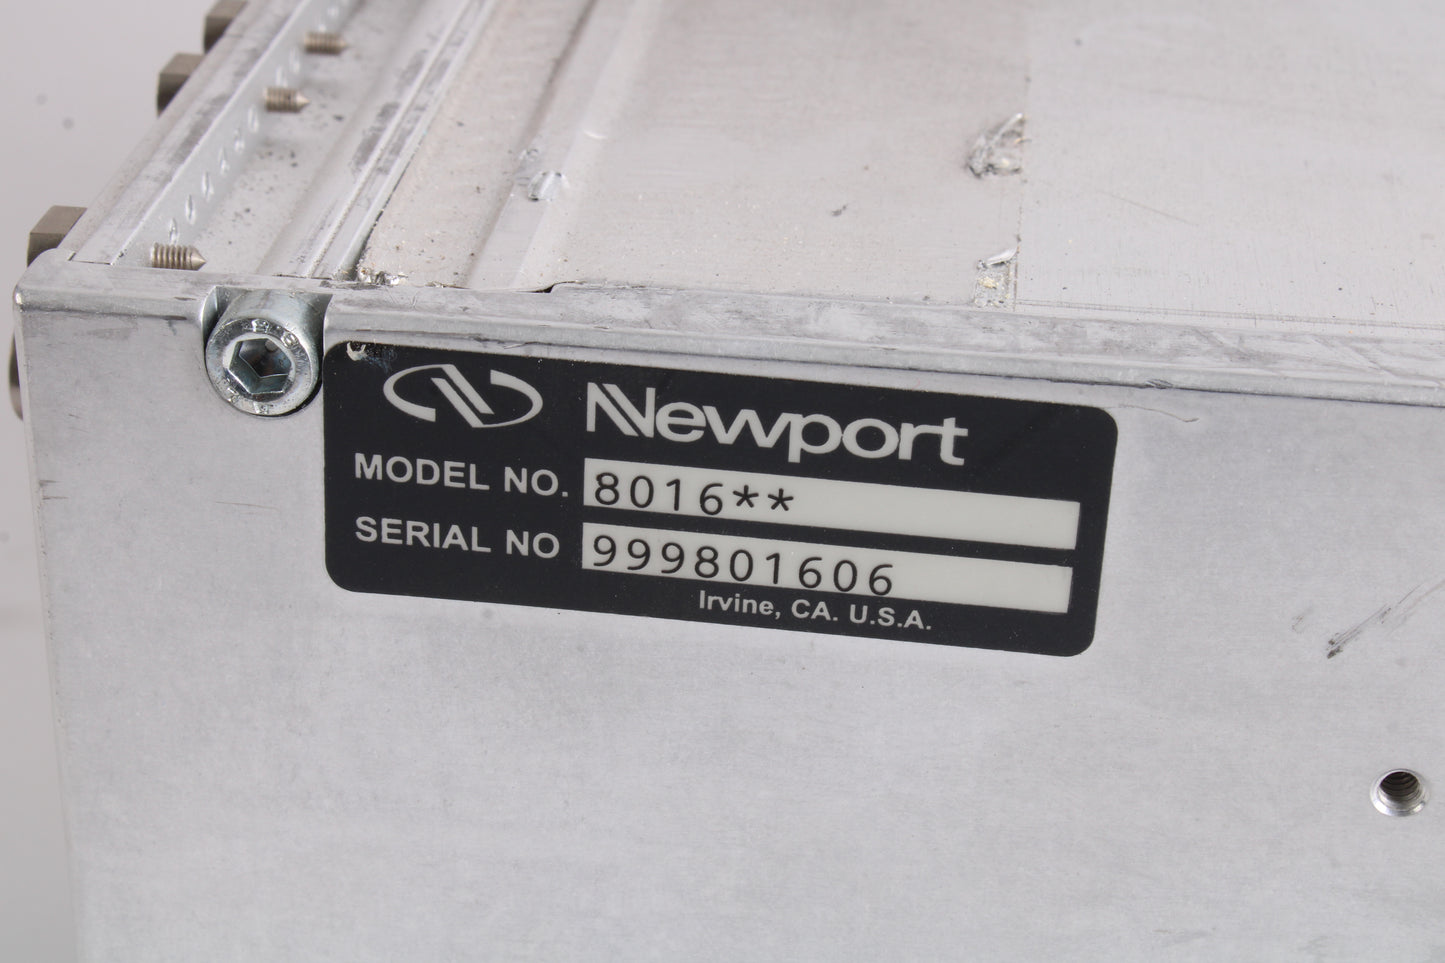 Newport
MODEL NO. 8016**
SERIAL NO 999801606
Irvine, CA. U.S.A.